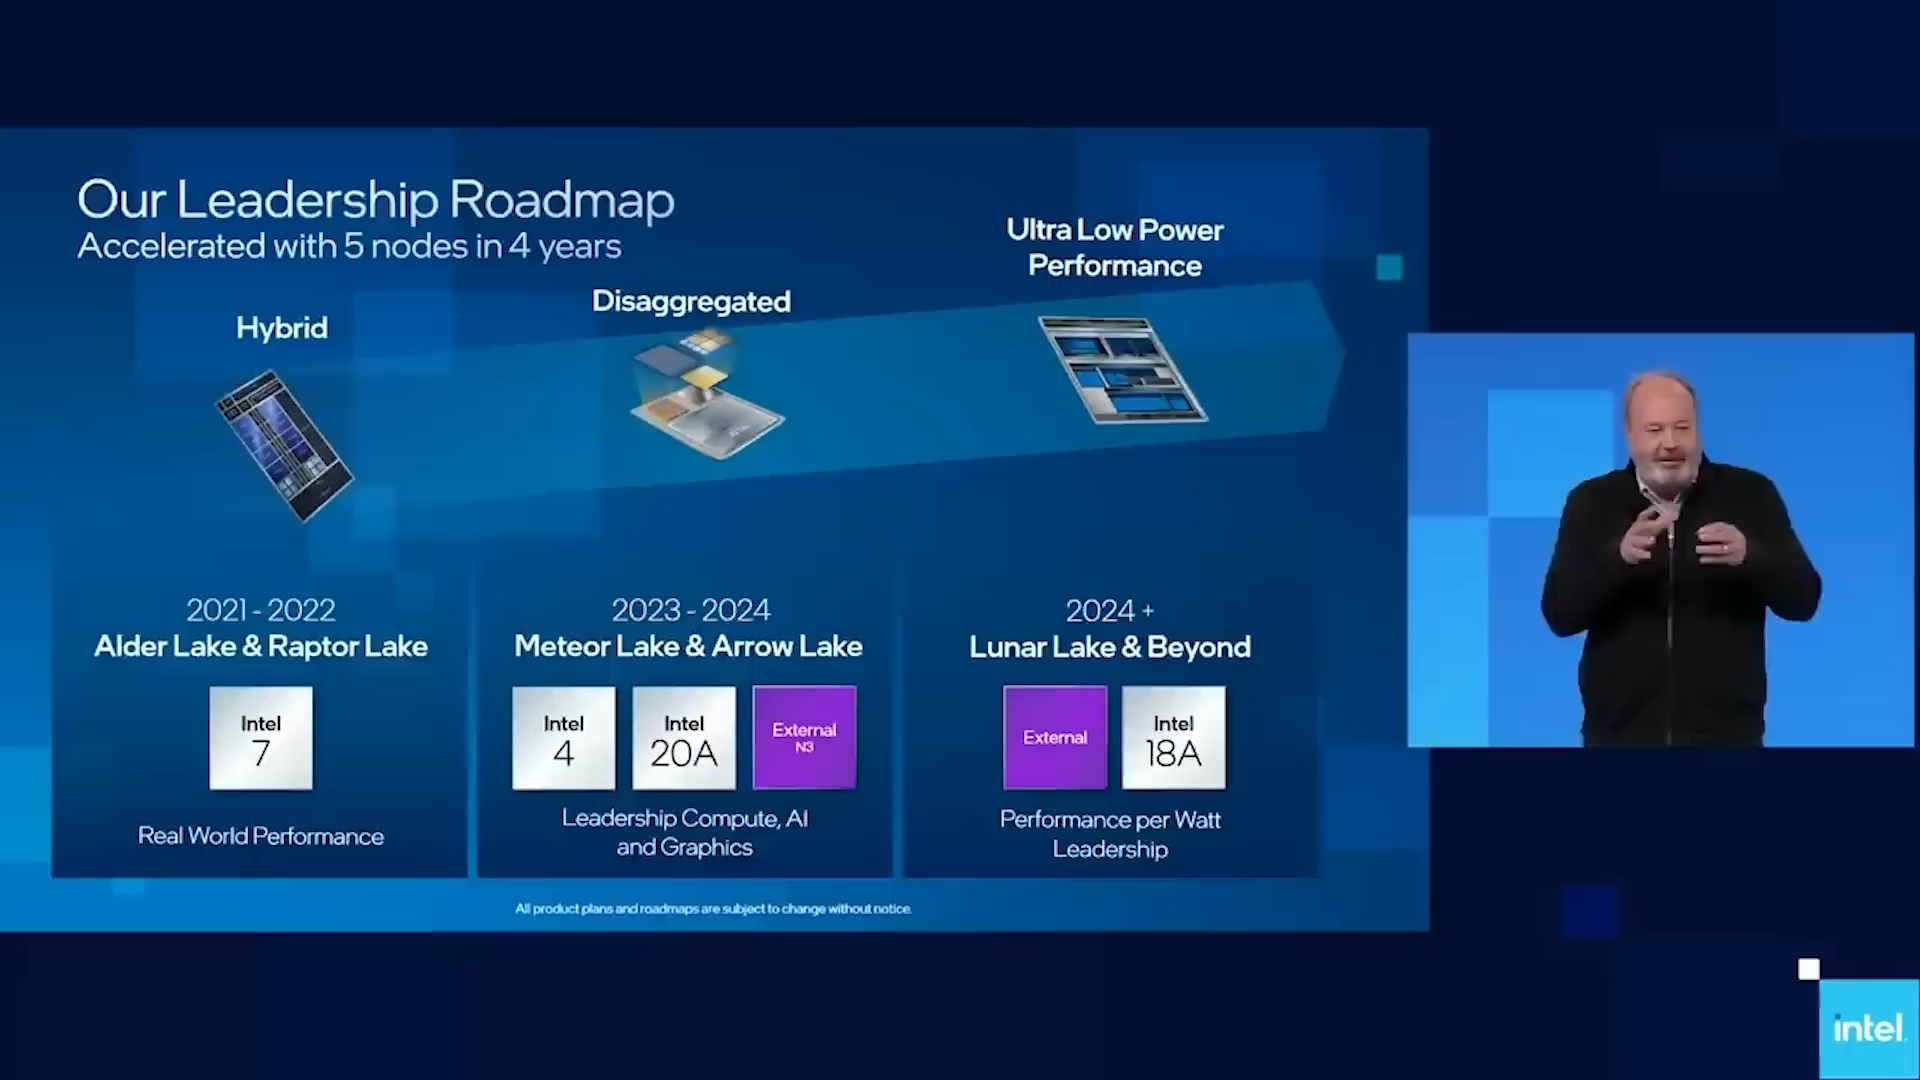 Our Leadership Roadmap
Accelerated with 5 nodes in 4 years
Hybrid
Disaggregated
Ultra Low Power
Performance
2021 - 2022
Alder Lake & Raptor Lake
Intel
7
Real World Performance
2023 - 2024
Meteor Lake & Arrow Lake
Intel
4
Intel
20A
External
N3
Leadership Compute, AI
and Graphics
2024 +
Lunar Lake & Beyond
External
Intel
18A
Performance per Watt
Leadership
All product plans and roadmaps are subject to change without notice.
intel.